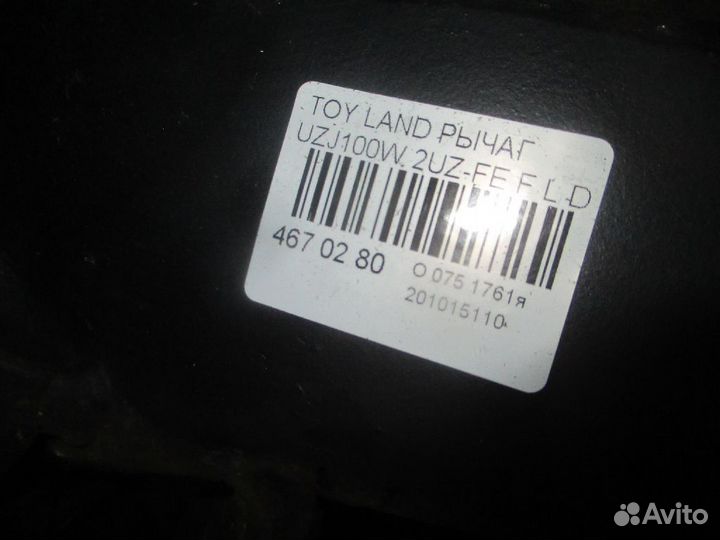 TOY LAND РЫЧАГ
UZJ100W 2UZ-FE F L D
467 02 80
О 075 1761я
201015110
Avito